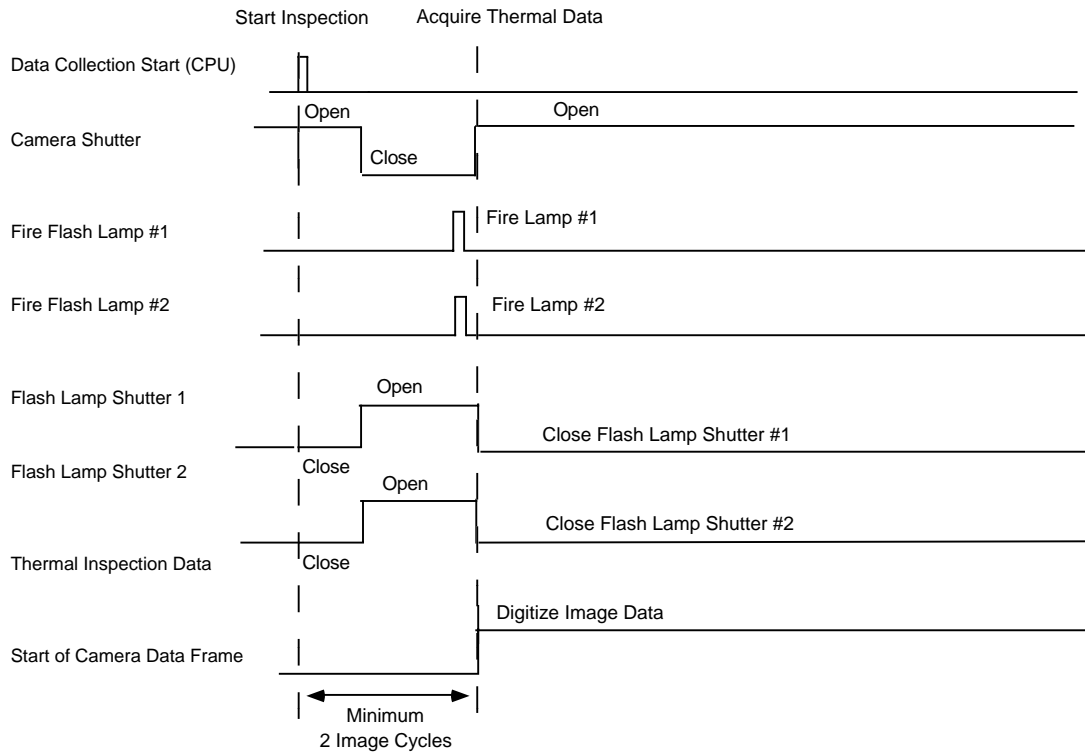 Start Inspection
Acquire Thermal Data
Data Collection Start (CPU)
Open
Open
Camera Shutter
Close
Fire Lamp #1
Fire Flash Lamp #1
Fire Flash Lamp #2
Fire Lamp #2
Open
Flash Lamp Shutter 1
Close Flash Lamp Shutter #1
Close
Flash Lamp Shutter 2
Open
Close Flash Lamp Shutter #2
Thermal Inspection Data
Close
Digitize Image Data
Start of Camera Data Frame
Minimum
2 Image Cycles